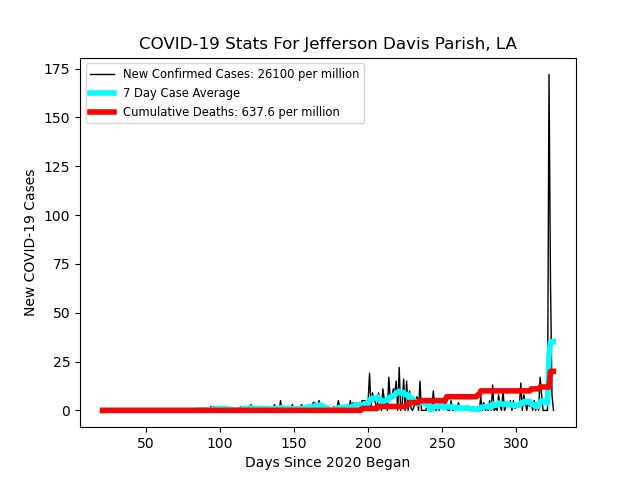 COVID-19 Stats For Jefferson Davis Parish, LA
New Confirmed Cases: 26100 per million
7 Day Case Average
Cumulative Deaths: 637.6 per million
175
150
125
100
75
50
25
0
New COVID-19 Cases
50 100 150 200 250 300
Days Since 2020 Began